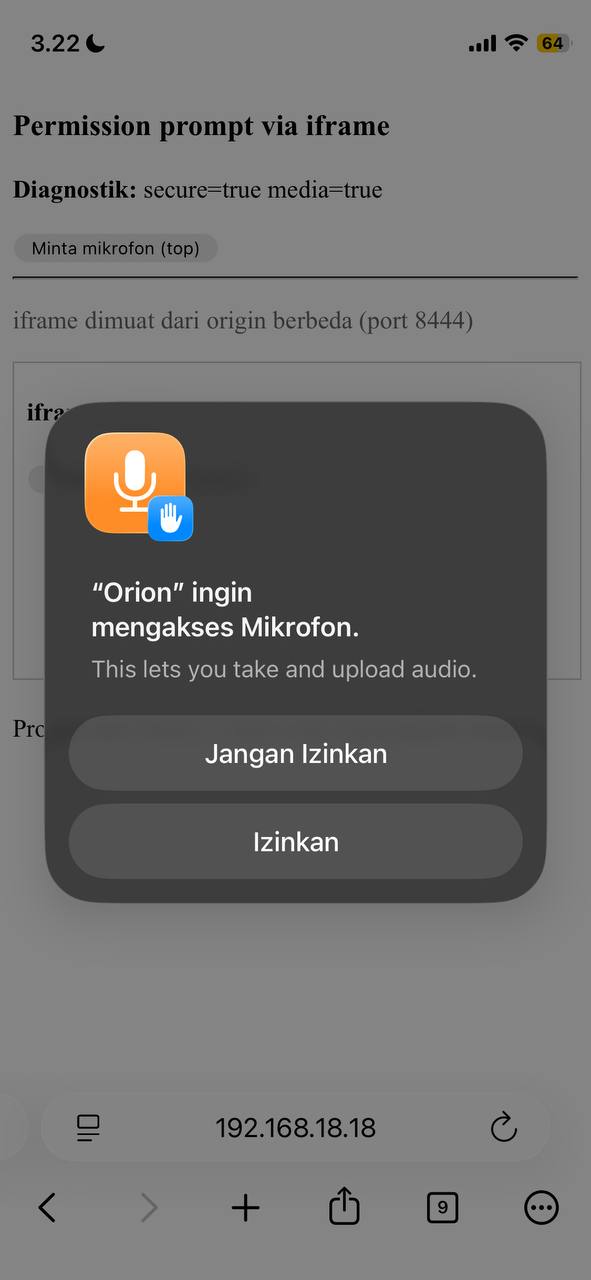 3.22
64
Permission prompt via iframe
Diagnostik: secure=true media=true
Minta mikrofon (top)
iframe dimuat dari origin berbeda (port 8444)
“Orion” ingin
mengakses Mikrofon.
This lets you take and upload audio.
Jangan Izinkan
Izinkan
192.168.18.18
9